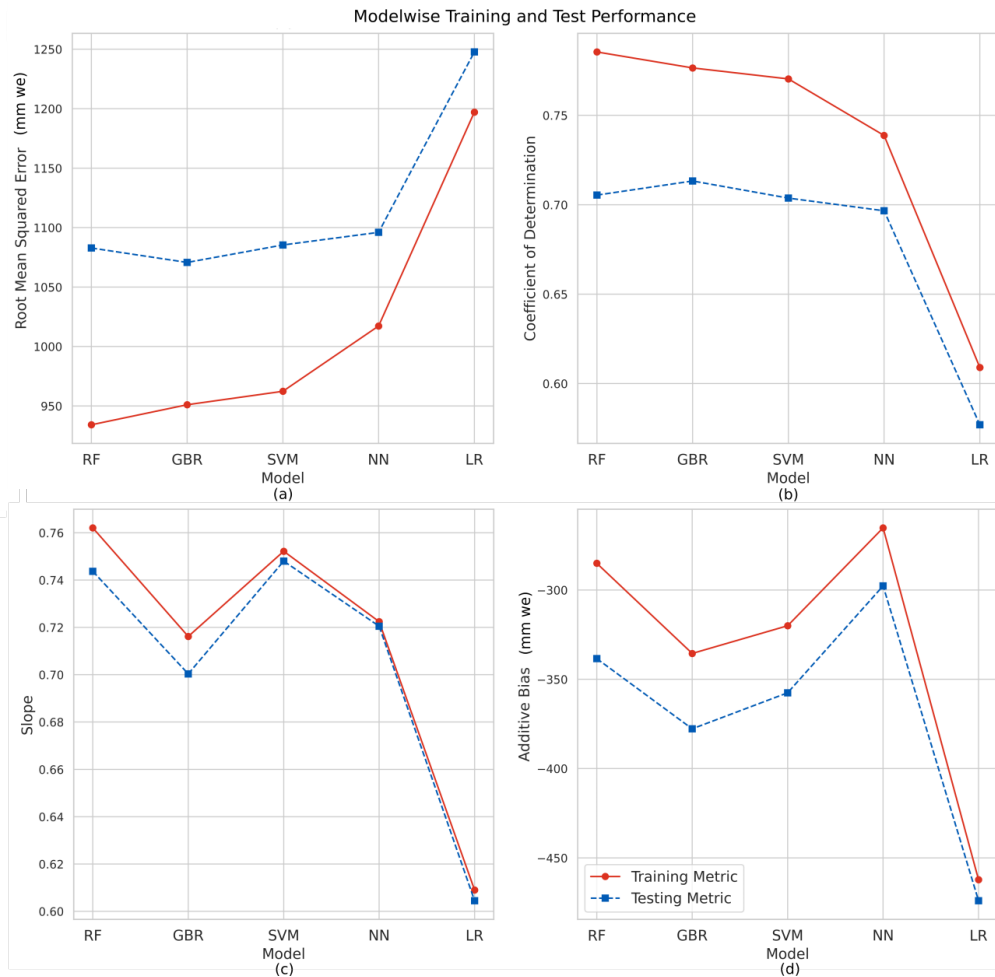 Modelwise Training and Test Performance
Root Mean Squared Error (mm we)
1250
1200
1150
1100
1050
1000
950
RF GBR SVM NN LR
Model
(a)
Coefficient of Determination
0.75
0.70
0.65
0.60
RF GBR SVM NN LR
Model
(b)
Slope
0.76
0.74
0.72
0.70
0.68
0.66
0.64
0.62
0.60
RF GBR SVM NN LR
Model
(c)
Additive Bias (mm we)
−300
−350
−400
−450
Training Metric
Testing Metric
RF GBR SVM NN LR
Model
(d)